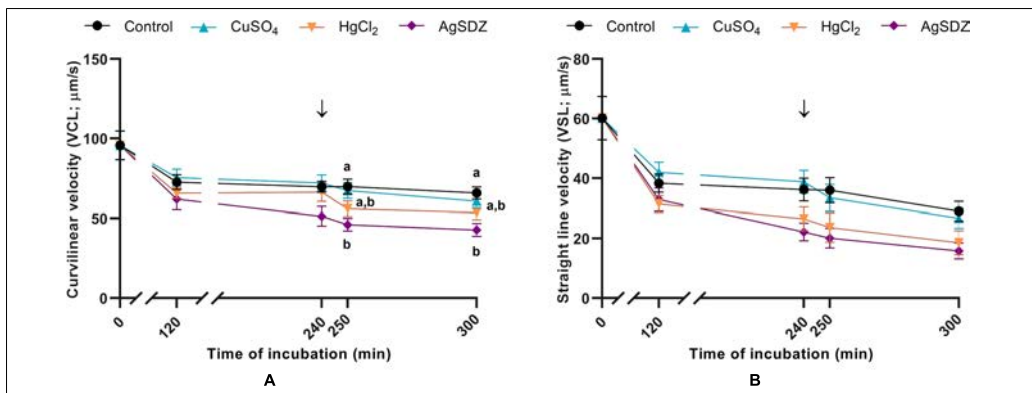 Control CuSO₄ HgCl₂ AgSDZ
150
100
50
0
Curvilinear velocity (VCL; μm/s)
↓
a a
a,b a,b
b b
0 120 240 250 300
Time of incubation (min)
A
Control CuSO₄ HgCl₂ AgSDZ
80
60
40
20
0
Straight line velocity (VSL; μm/s)
↓
0 120 240 250 300
Time of incubation (min)
B